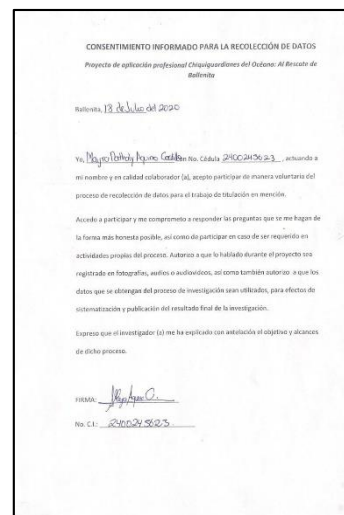 CONSENTIMIENTO INFORMADO PARA LA RECOLECCIÓN DE DATOS
Proyecto de aplicación profesional Chiquiguardianes del Océano: Al Rescate de
Ballenita
Ballenita, 18 de Julio del 2020
Yo, Aquino con No. Cédula 2400245623, actuando a
mi nombre y en calidad colaborador (a), acepto participar de manera voluntaria del
proceso de recolección de datos para el trabajo de titulación en mención.
Accedo a participar y me comprometo a responder las preguntas que se me hagan de
la forma más honesta posible, así como de participar en caso de ser requerido en
actividades propias del proceso. Autorizo a que lo hablado durante el proyecto sea
registrado en fotografías, audios o audiovideos, así como también autorizo a que los
datos que se obtengan del proceso de investigación sean utilizados, para efectos de
sistematización y publicación del resultado final de la investigación.
Expreso que el investigador (a) me ha explicado con antelación el objetivo y alcances
de dicho proceso.
FIRMA:
No. C.I.: 2400245623